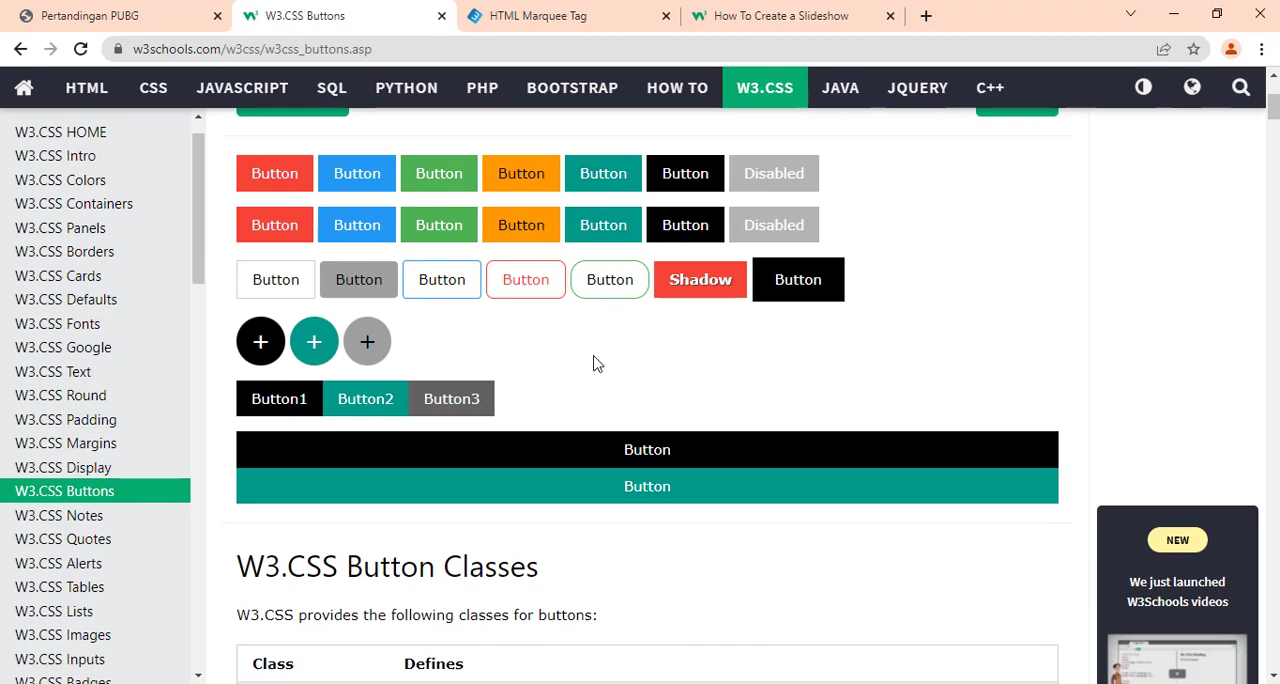 Pertandingan PUBG
W3.CSS Buttons
HTML Marquee Tag
How To Create a Slideshow
w3schools.com/w3css/w3css_buttons.asp
HTML CSS JAVASCRIPT SQL PYTHON PHP BOOTSTRAP HOW TO W3.CSS JAVA JQUERY C++
W3.CSS HOME
W3.CSS Intro
W3.CSS Colors
W3.CSS Containers
W3.CSS Panels
W3.CSS Borders
W3.CSS Cards
W3.CSS Defaults
W3.CSS Fonts
W3.CSS Google
W3.CSS Text
W3.CSS Round
W3.CSS Padding
W3.CSS Margins
W3.CSS Display
W3.CSS Buttons
W3.CSS Notes
W3.CSS Quotes
W3.CSS Alerts
W3.CSS Tables
W3.CSS Lists
W3.CSS Images
W3.CSS Inputs
W3.CSS Badges
Button Button Button Button Button Button Disabled
Button Button Button Button Button Button Disabled
Button Button Button Button Button Shadow Button
+ + +
Button1 Button2 Button3
Button
Button
W3.CSS Button Classes
W3.CSS provides the following classes for buttons:
Class Defines
NEW
We just launched
W3Schools videos